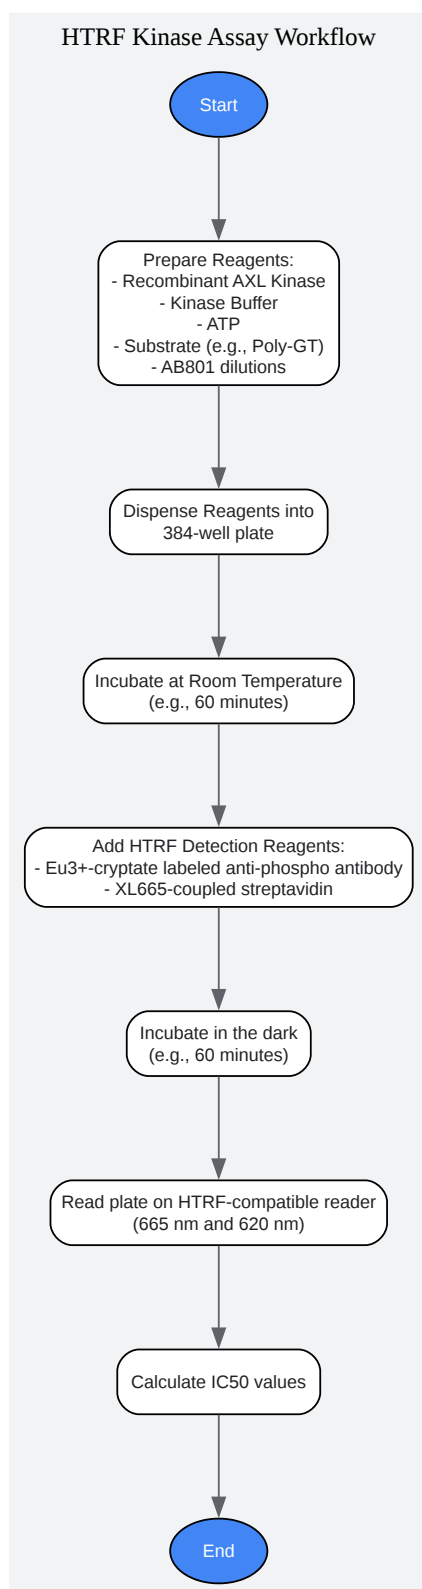 HTRF Kinase Assay Workflow
Start
Prepare Reagents:
- Recombinant AXL Kinase
- Kinase Buffer
- ATP
- Substrate (e.g., Poly-GT)
- AB801 dilutions
Dispense Reagents into
384-well plate
Incubate at Room Temperature
(e.g., 60 minutes)
Add HTRF Detection Reagents:
- Eu3+-cryptate labeled anti-phospho antibody
- XL665-coupled streptavidin
Incubate in the dark
(e.g., 60 minutes)
Read plate on HTRF-compatible reader
(665 nm and 620 nm)
Calculate IC50 values
End